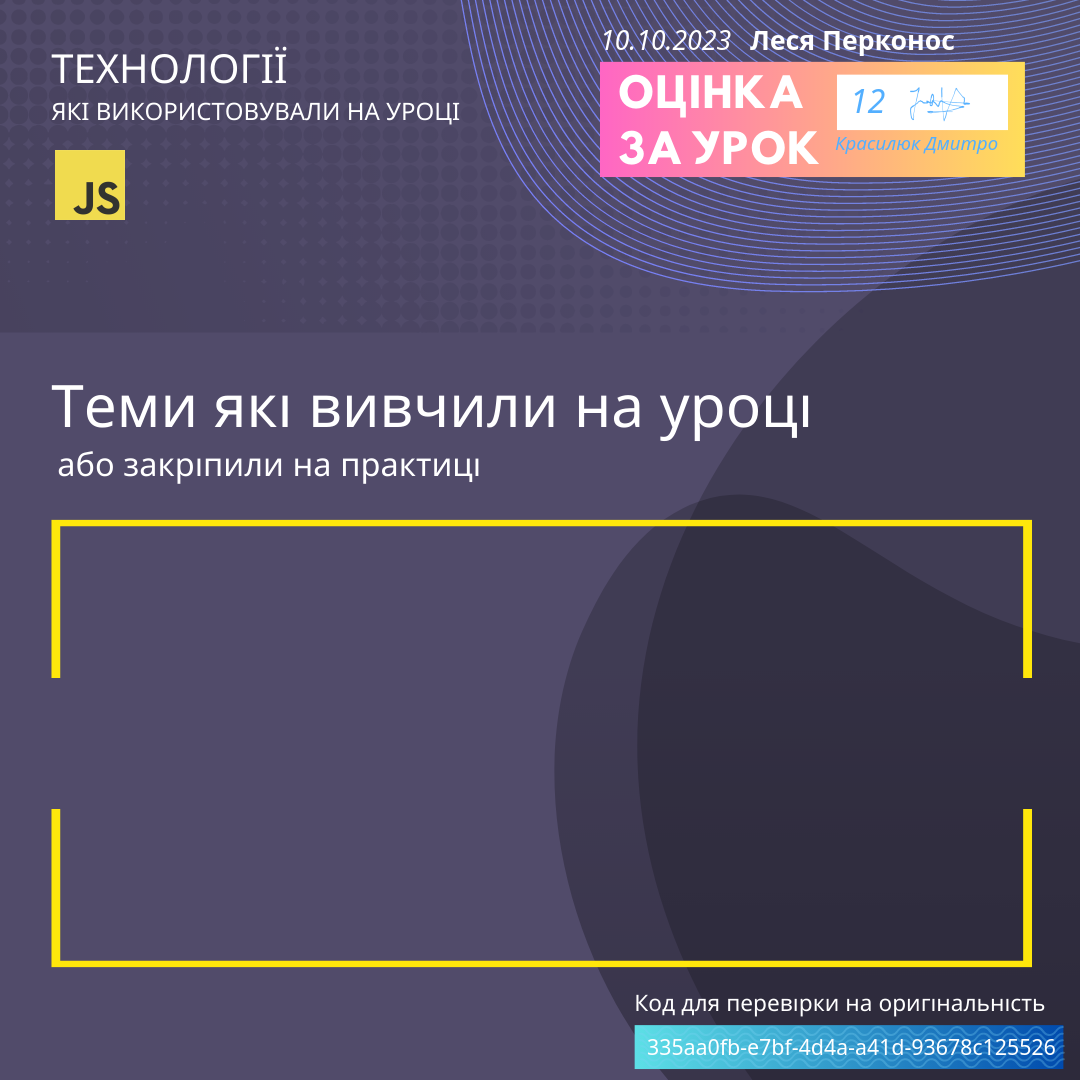 ТЕХНОЛОГІЇ
ЯКІ ВИКОРИСТОВУВАЛИ НА УРОЦІ
JS
10.10.2023 Леся Перконос
ОЦІНКА
ЗА УРОК
12
Красилюк Дмитро
Теми які вивчили на уроці
або закріпили на практиці
Код для перевірки на оригінальність
335aa0fb-e7bf-4d4a-a41d-93678c125526